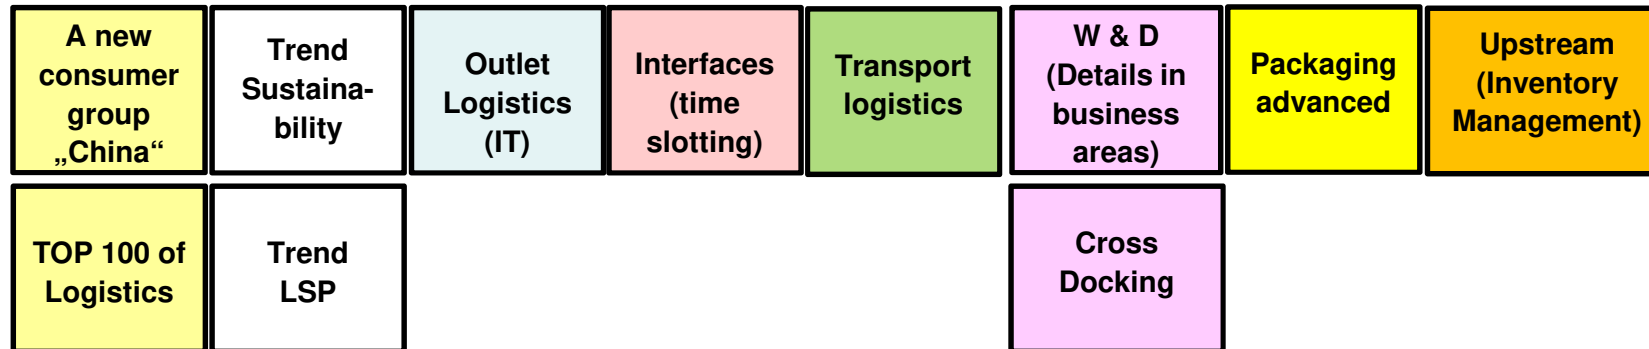 A new
consumer
group
„China“
Trend
Sustaina-
bility
Outlet
Logistics
(IT)
Interfaces
(time
slotting)
Transport
logistics
W & D
(Details in
business
areas)
Packaging
advanced
Upstream
(Inventory
Management)
TOP 100 of
Logistics
Trend
LSP
Cross
Docking